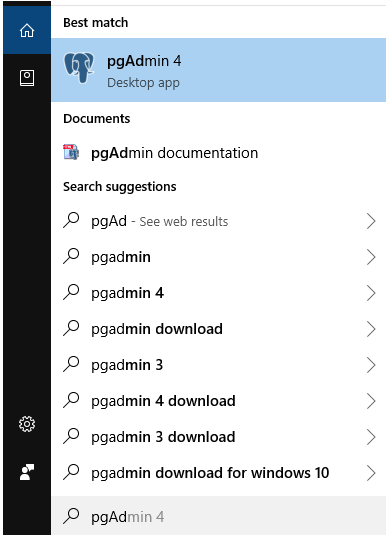 Best match
pgAdmin 4
Desktop app
Documents
pgAdmin documentation
Search suggestions
pgAd - See web results
pgadmin
pgadmin 4
pgadmin download
pgadmin 3
pgadmin 4 download
pgadmin 3 download
pgadmin download for windows 10
pgAdmin 4